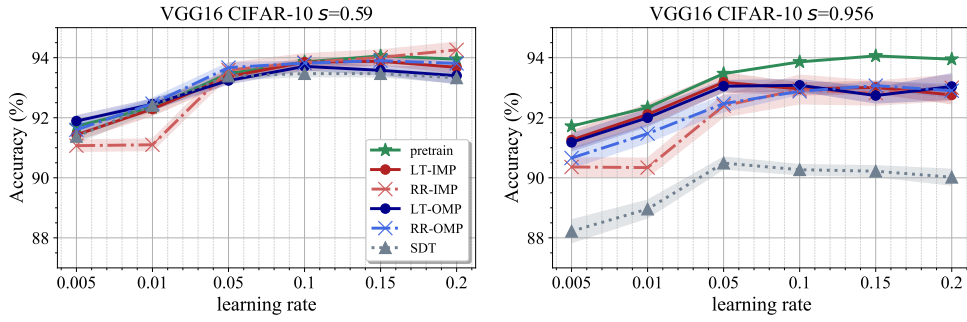 VGG16 CIFAR-10 s=0.59
Accuracy (%)
94
92
90
88
pretrain
LT-IMP
RR-IMP
LT-OMP
RR-OMP
SDT
0.005 0.01 0.05 0.1 0.15 0.2
learning rate
VGG16 CIFAR-10 s=0.956
Accuracy (%)
94
92
90
88
0.005 0.01 0.05 0.1 0.15 0.2
learning rate